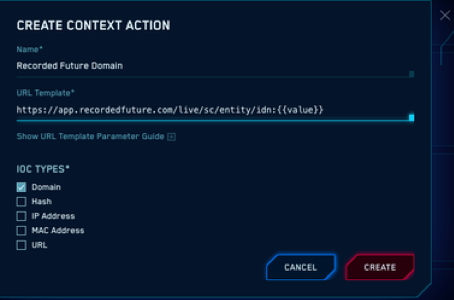 CREATE CONTEXT ACTION
Name*
Recorded Future Domain
URL Template*
https://app.recordedfuture.com/live/sc/entity/idn:{{value}}
Show URL Template Parameter Guide
IOC TYPES*
Domain
Hash
IP Address
MAC Address
URL
CANCEL CREATE